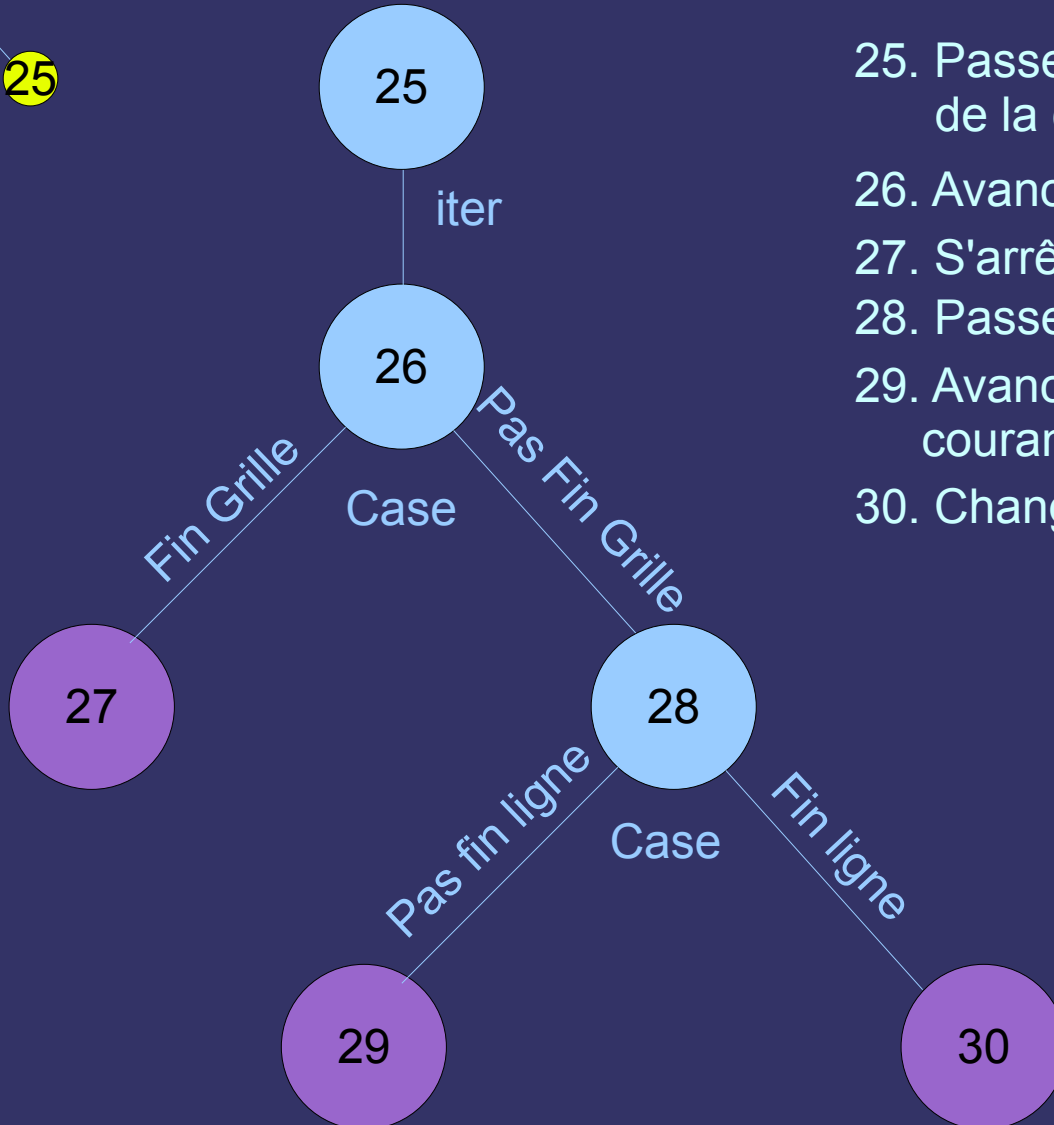 25
25
iter
26
Fin Grille
Pas Fin Grille
Case
27
28
Pas fin ligne
Case
Fin ligne
29
30
25. Passe
de la
26. Avanc
27. S'arrê
28. Passe
29. Avanc
couran
30. Chang